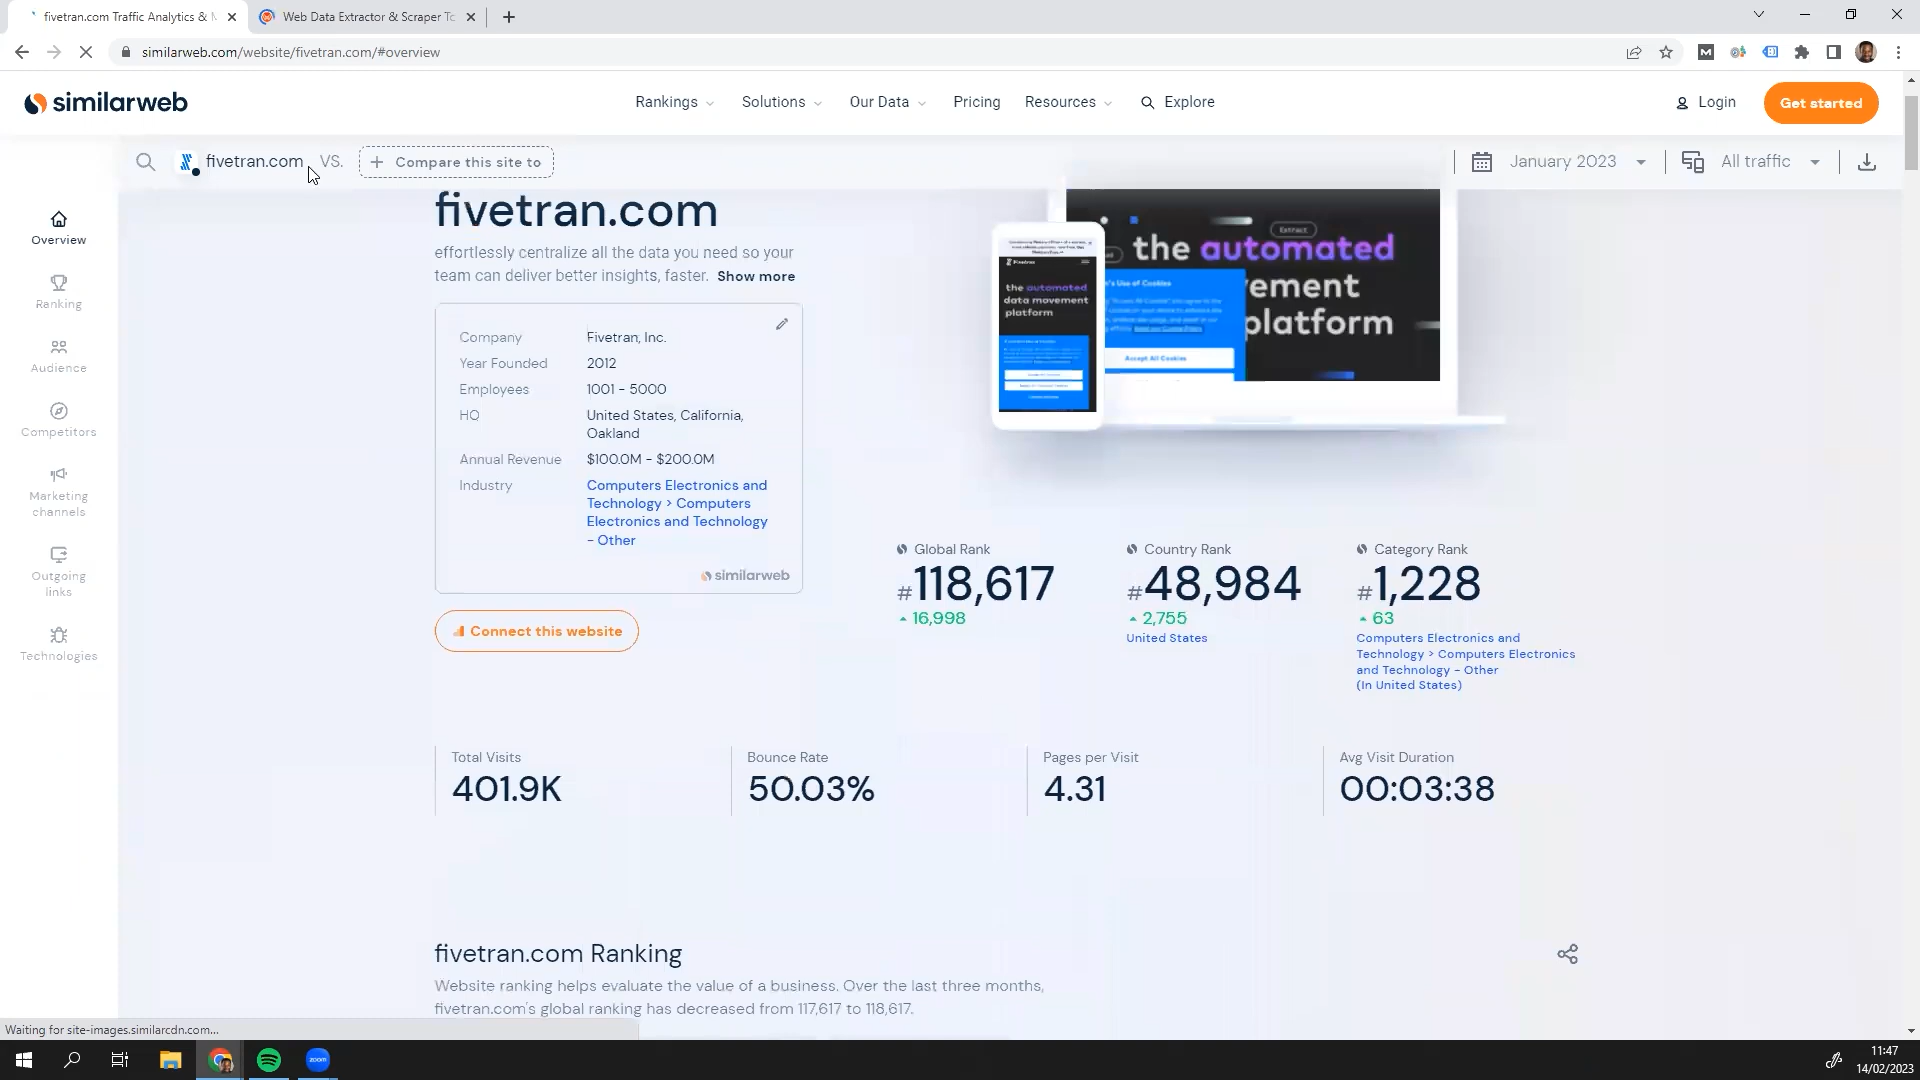 fivetran.com Traffic Analytics & M
Web Data Extractor & Scraper To
similarweb.com/website/fivetran.com/#overview
similarweb
Rankings
Solutions
Our Data
Pricing
Resources
Explore
Login
Get started
fivetran.com
VS.
+ Compare this site to
January 2023
All traffic
Overview
Ranking
Audience
Competitors
Marketing
channels
Outgoing
links
Technologies
fivetran.com
effortlessly centralize all the data you need so your
team can deliver better insights, faster. Show more
Company Fivetran, Inc.
Year Founded 2012
Employees 1001 - 5000
HQ United States, California,
Oakland
Annual Revenue $100.0M - $200.0M
Industry Computers Electronics and
Technology > Computers
Electronics and Technology
- Other
similarweb
Connect this website
Extract
the automated
ement
platform
's Use of Cookies
Accept All Cookies
Fivetran
the automated
data movement
platform
Global Rank
#118,617
16,998
Country Rank
#48,984
2,755
United States
Category Rank
#1,228
63
Computers Electronics and
Technology > Computers Electronics
and Technology - Other
(In United States)
Total Visits
401.9K
Bounce Rate
50.03%
Pages per Visit
4.31
Avg Visit Duration
00:03:38
fivetran.com Ranking
Website ranking helps evaluate the value of a business. Over the last three months,
fivetran.com's global ranking has decreased from 117,617 to 118,617.
Waiting for site-images.similarcdn.com...
zoom
11:47
14/02/2023